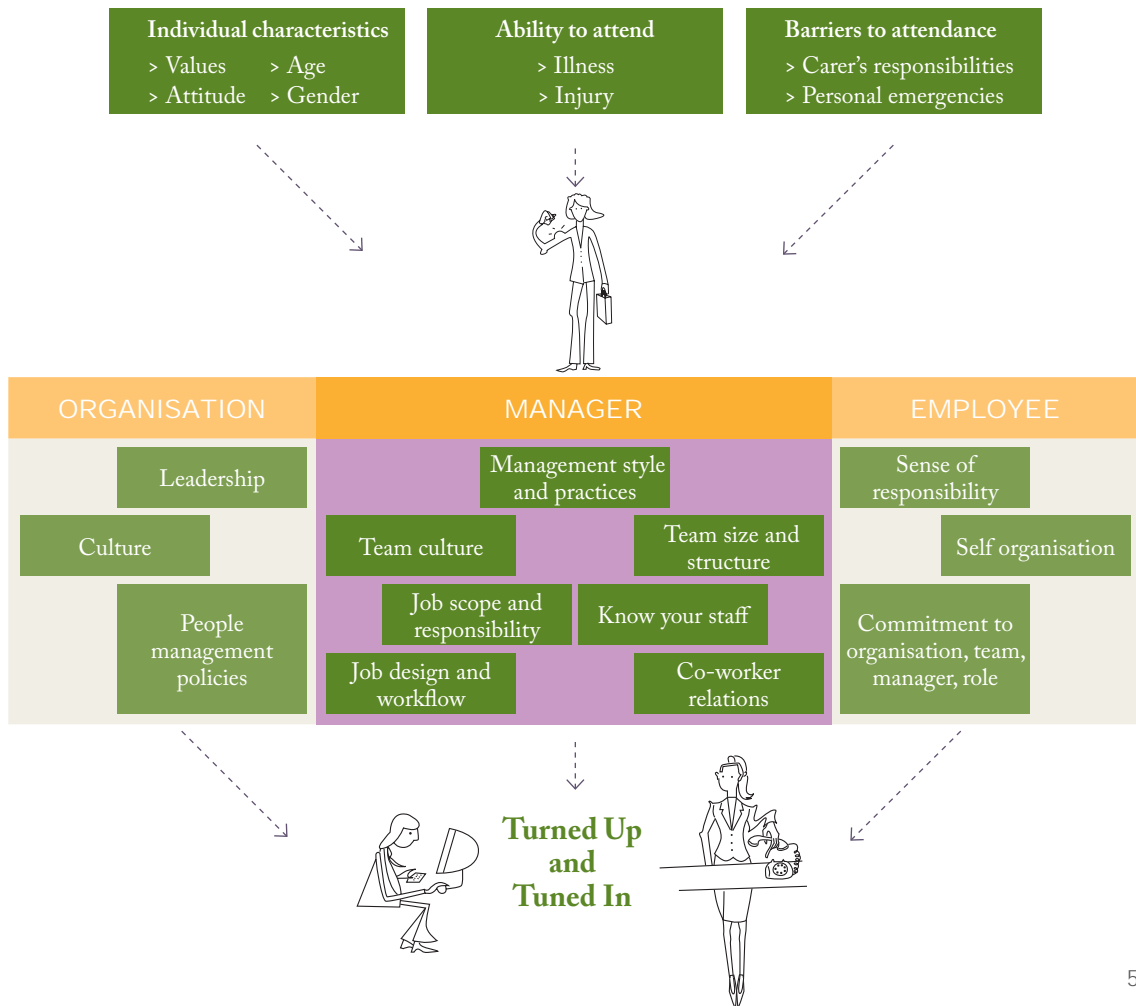 Individual characteristics
> Values > Age
> Attitude > Gender
Ability to attend
> Illness
> Injury
Barriers to attendance
> Carer's responsibilities
> Personal emergencies
ORGANISATION
MANAGER
EMPLOYEE
Leadership
Culture
People
management
policies
Management style
and practices
Team culture
Team size and
structure
Job scope and
responsibility
Know your staff
Job design and
workflow
Co-worker
relations
Sense of
responsibility
Self organisation
Commitment to
organisation, team,
manager, role
Turned Up
and
Tuned In
5